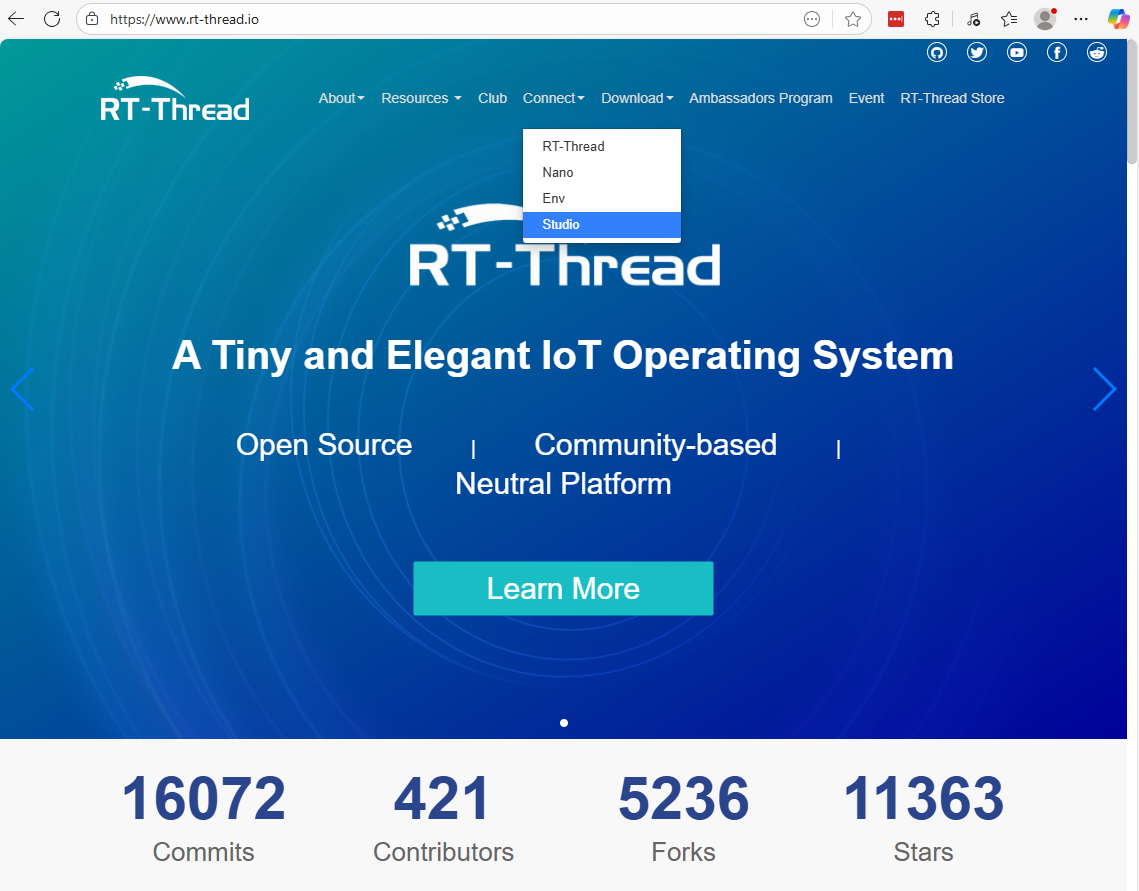 https://www.rt-thread.io
RT-Thread
About Resources Club Connect Download Ambassadors Program Event RT-Thread Store
RT-Thread
Nano
Env
Studio
RT-Thread
A Tiny and Elegant IoT Operating System
Open Source | Community-based |
Neutral Platform
Learn More
16072 421 5236 11363
Commits Contributors Forks Stars